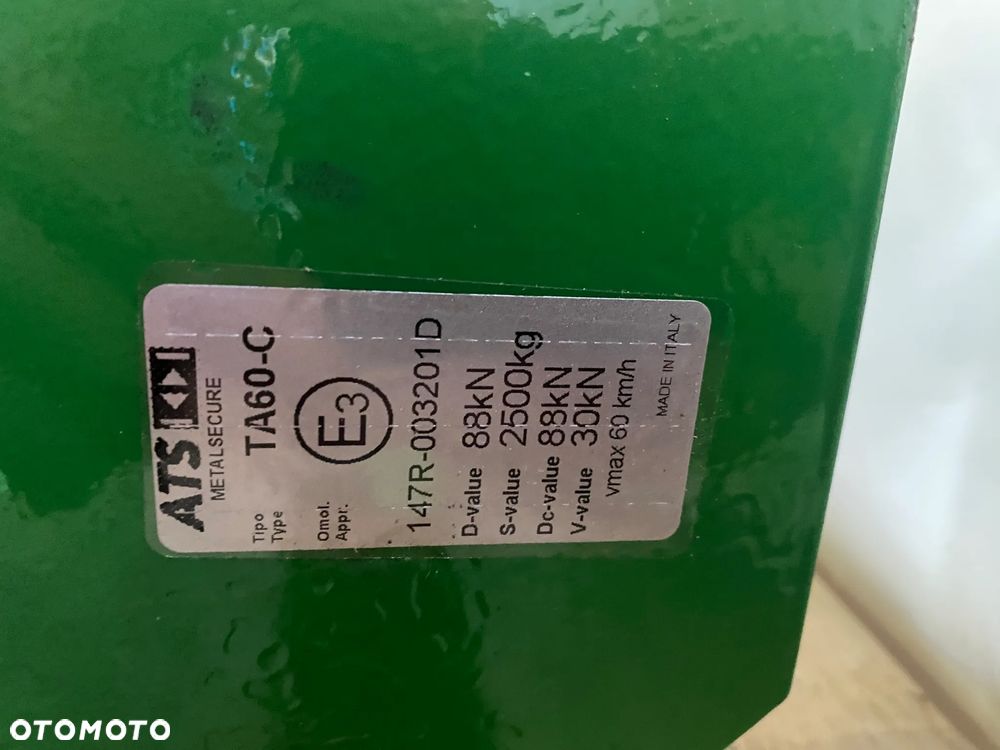 ATS
METALSECURE
Tipo
Type
TA60-C
Omol.
Appr.
E3
147R-003201D
D-value 88kN
S-value 2500kg
Dc-value 88kN
V-value 30kN
vmax 60 km/h
MADE IN ITALY
OTOMOTO